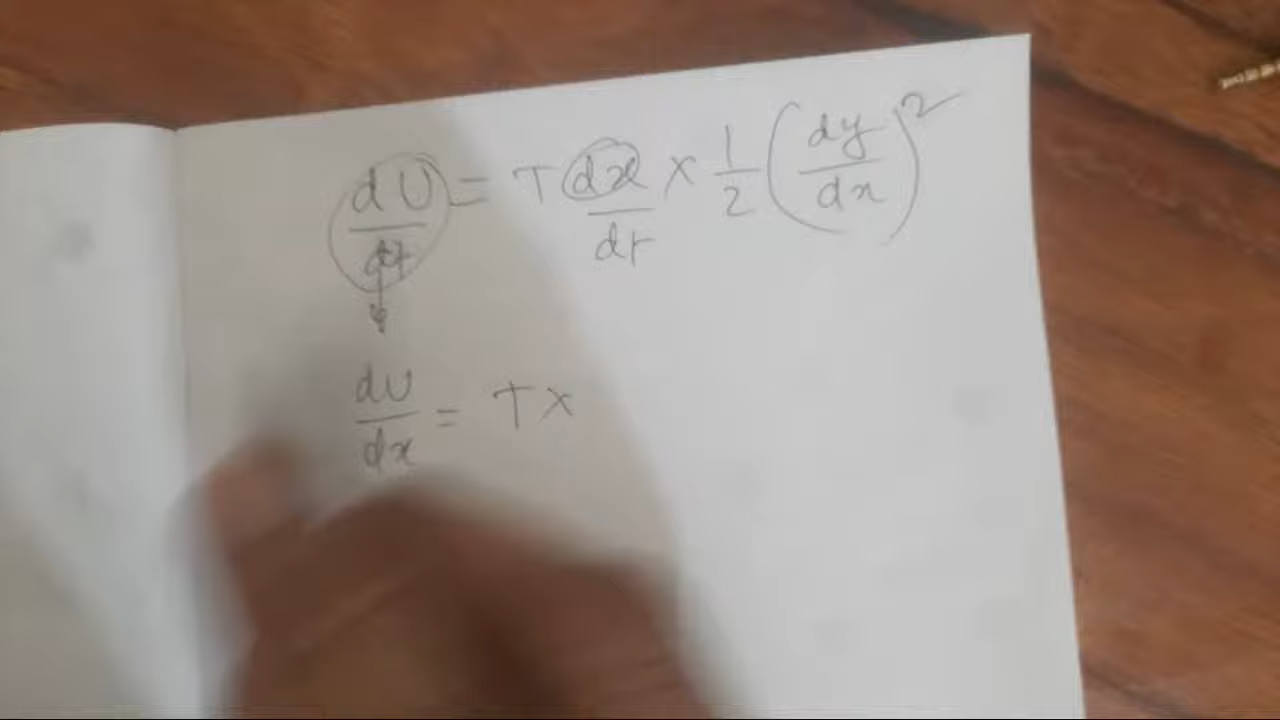 dU/dt = T dx/dt × 1/2 (dy/dx)²
dU/dx = T ×